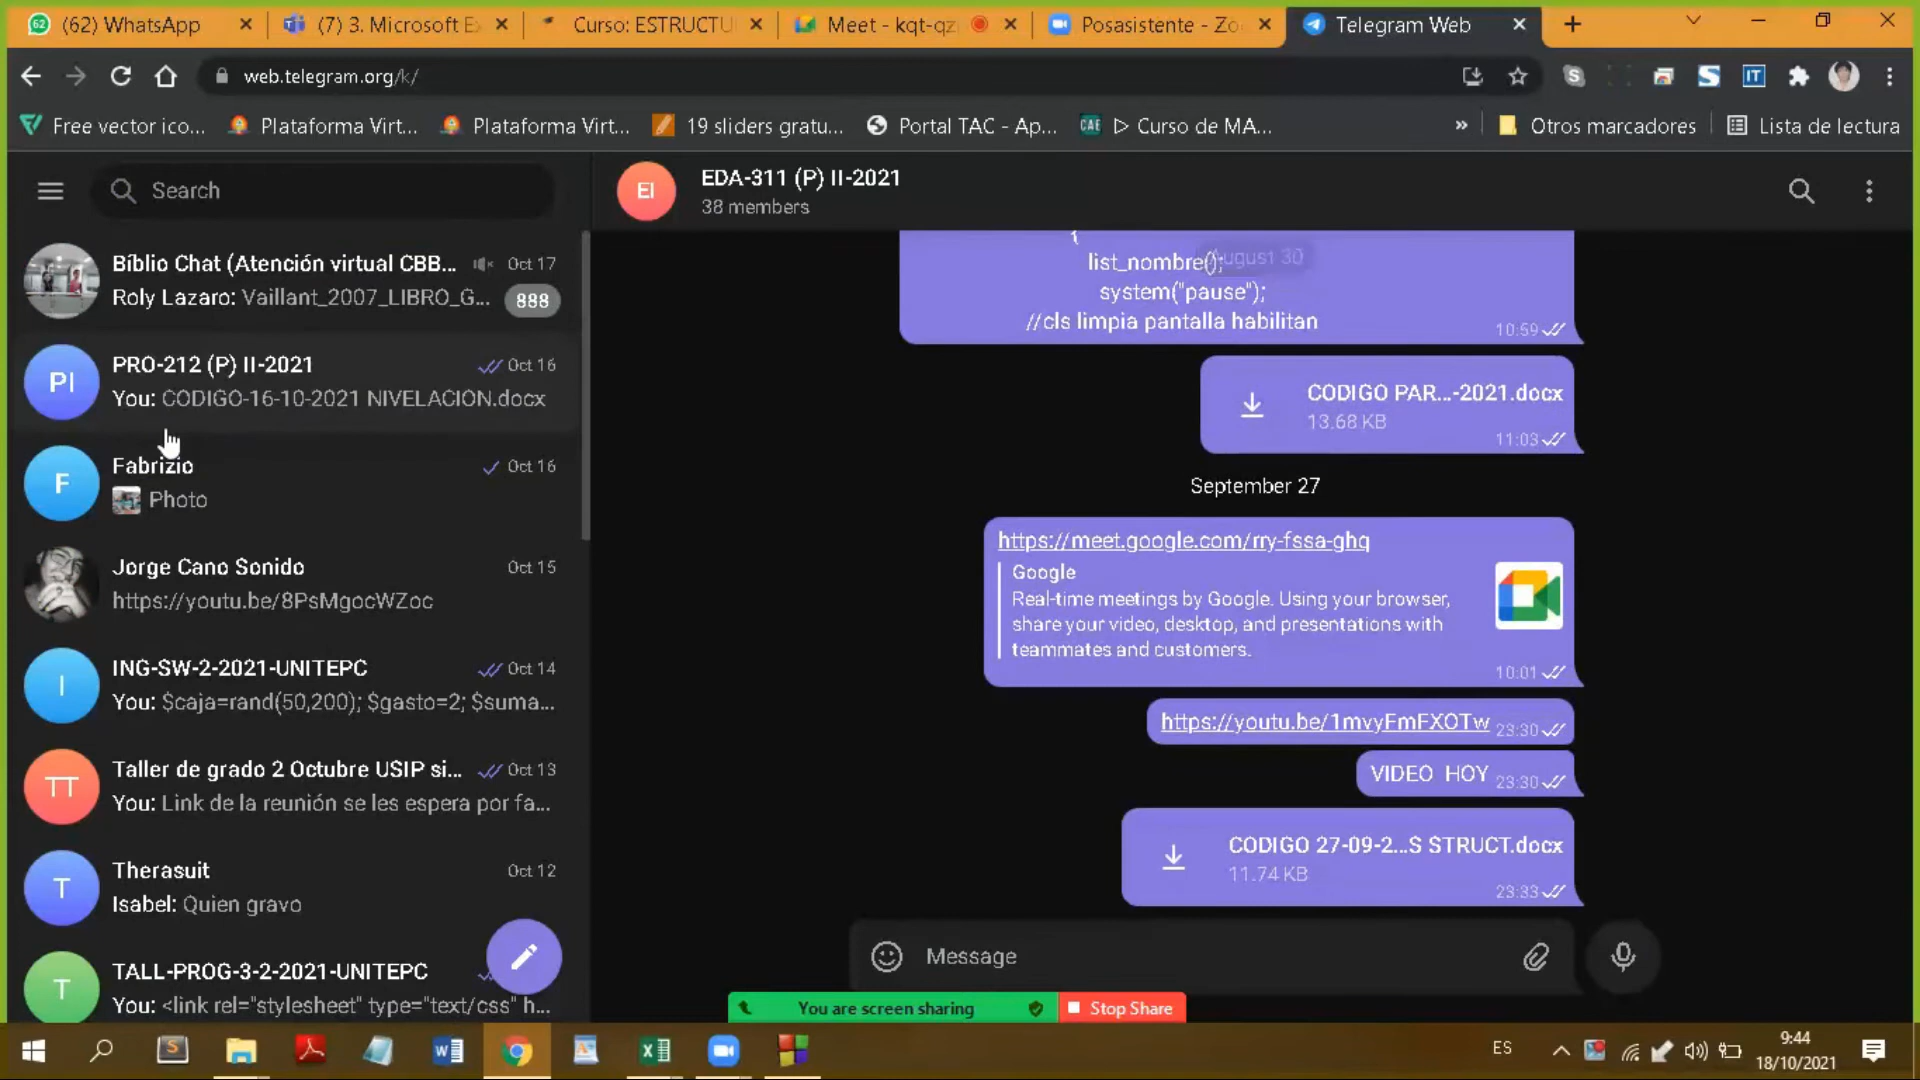 (62) WhatsApp
(7) 3. Microsoft E
Curso: ESTRUCTU
Meet - kqt-qz
Posasistente - Zo
Telegram Web
web.telegram.org/k/
Free vector ico...
Plataforma Virt...
Plataforma Virt...
19 sliders gratu...
Portal TAC - Ap...
CAE
Curso de MA...
»
Otros marcadores
Lista de lectura
Search
EI
EDA-311 (P) II-2021
38 members
Bíblio Chat (Atención virtual CBB...
Oct 17
Roly Lazaro: Vaillant_2007_LIBRO_G...
888
PI
PRO-212 (P) II-2021
Oct 16
You: CODIGO-16-10-2021 NIVELACION.docx
F
Fabrizio
Oct 16
Photo
Jorge Cano Sonido
Oct 15
https://youtu.be/8PsMgocWZoc
I
ING-SW-2-2021-UNITEPC
Oct 14
You: $caja=rand(50,200); $gasto=2; $suma...
TT
Taller de grado 2 Octubre USIP si...
Oct 13
You: Link de la reunión se les espera por fa...
T
Therasuit
Oct 12
Isabel: Quien gravo
T
TALL-PROG-3-2-2021-UNITEPC
You: <link rel="stylesheet" type="text/css" h...
{
list_nombre();
August 30
system("pause");
//cls limpia pantalla habilitan
10:59
CODIGO PAR...-2021.docx
13.68 KB
11:03
September 27
https://meet.google.com/rry-fssa-ghq
Google
Real-time meetings by Google. Using your browser,
share your video, desktop, and presentations with
teammates and customers.
10:01
https://youtu.be/1mvyFmFXOTw
23:30
VIDEO HOY
23:30
CODIGO 27-09-2...S STRUCT.docx
11.74 KB
23:33
Message
You are screen sharing
Stop Share
ES
9:44
18/10/2021